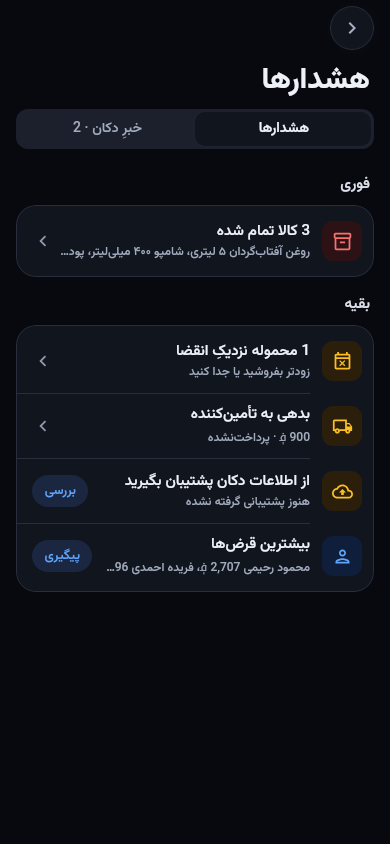 هشدارها
هشدارها
خبرِ دکان · 2
فوری
3 کالا تمام شده
روغن آفتاب‌گردان ۵ لیتری، شامپو ۴۰۰ میلی‌لیتر، پود…
بقیه
1 محموله نزدیکِ انقضا
زودتر بفروشید یا جدا کنید
بدهی به تأمین‌کننده
900 ؋ · پرداخت‌نشده
از اطلاعات دکان پشتیبان بگیرید
هنوز پشتیبانی گرفته نشده
بررسی
بیشترین قرض‌ها
محمود رحیمی 2,707 ؋، فریده احمدی 96…
پیگیری